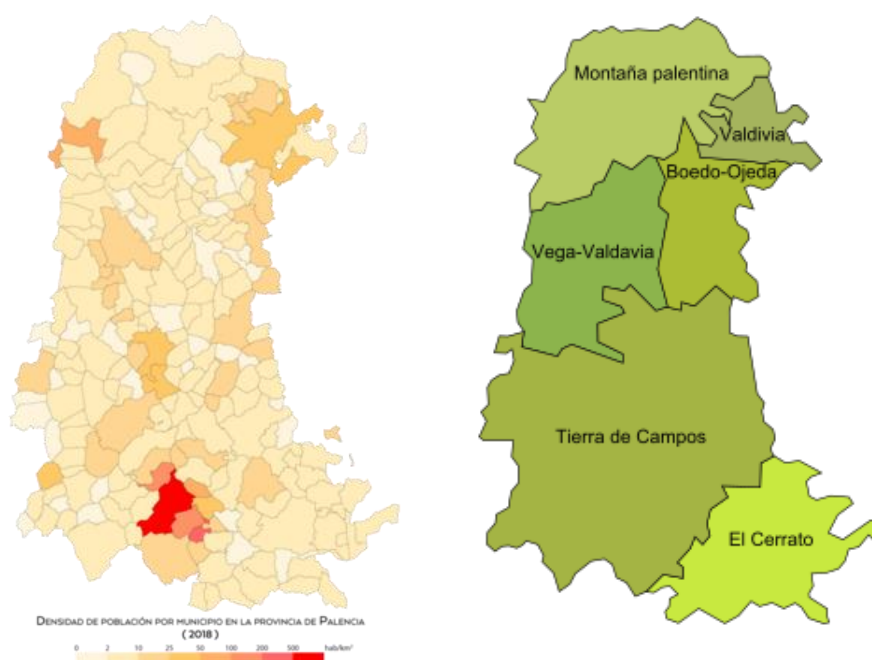 Montaña palentina
Valdivia
Boedo-Ojeda
Vega-Valdavia
Tierra de Campos
El Cerrato
DENSIDAD DE POBLACIÓN POR MUNICIPIO EN LA PROVINCIA DE PALENCIA
( 2018 )
0 2 10 25 50 100 200 500 hab/km²